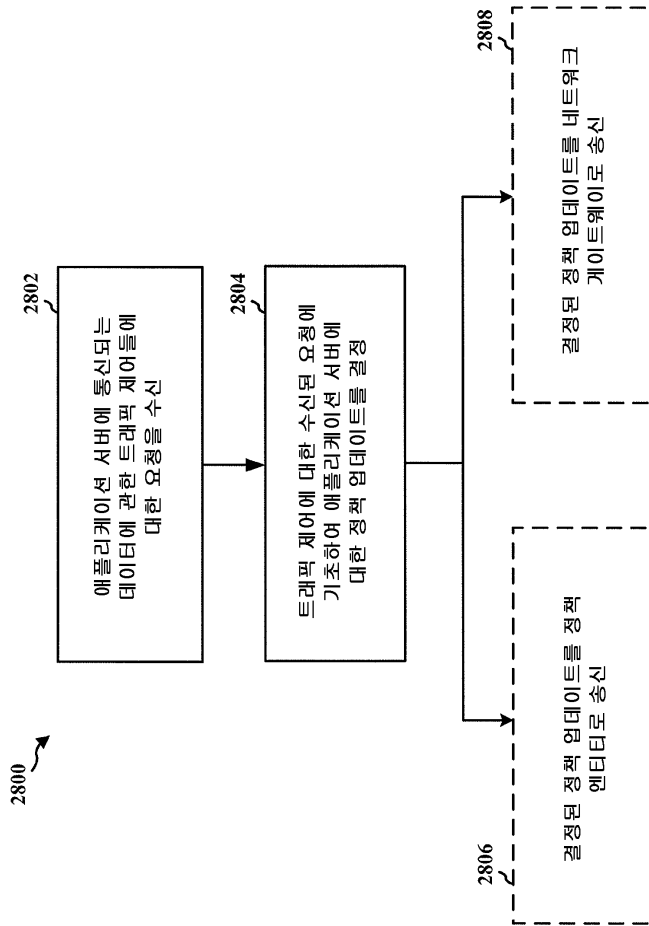 2800
2802
애플리케이션 서버에 통신되는
데이터에 관한 트래픽 제어들에
대한 요청을 수신
2804
트래픽 제어에 대한 수신된 요청에
기초하여 애플리케이션 서버에
대한 정책 업데이트를 결정
2806
결정된 정책 업데이트를 정책
엔티티로 송신
2808
결정된 정책 업데이트를 네트워크
게이트웨이로 송신